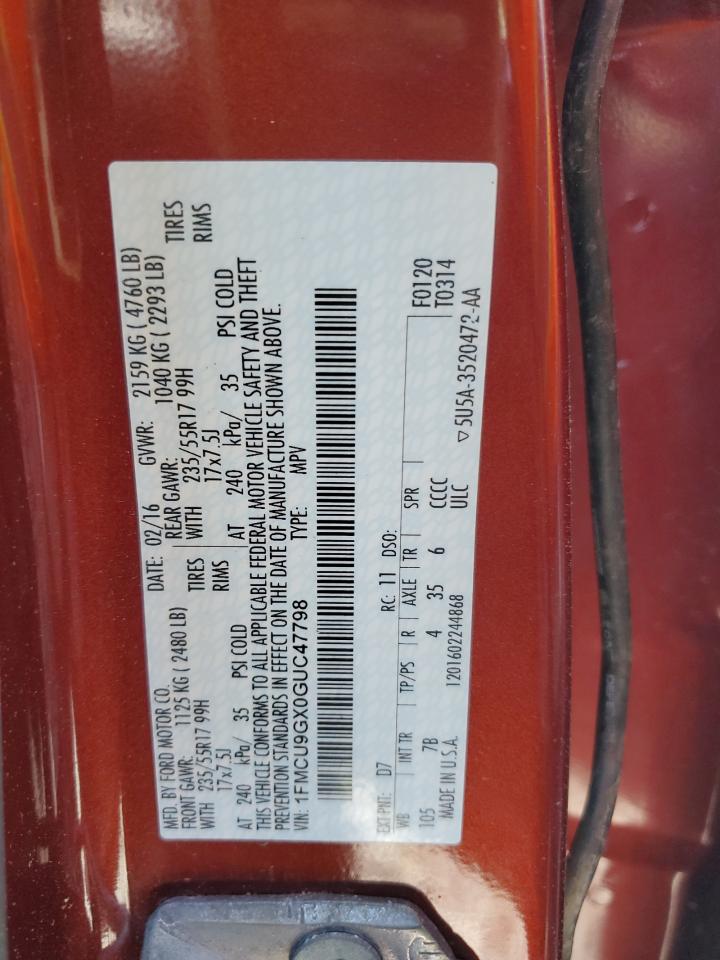 MFD. BY FORD MOTOR CO. DATE: 02/16 GVWR: 2159 KG ( 4760 LB)
FRONT GAWR: 1125 KG ( 2480 LB) REAR GAWR: 1040 KG ( 2293 LB)
WITH 235/55R17 99H TIRES WITH 235/55R17 99H TIRES
17x7.5J RIMS 17x7.5J RIMS
AT 240 kPa/ 35 PSI COLD AT 240 kPa/ 35 PSI COLD
THIS VEHICLE CONFORMS TO ALL APPLICABLE FEDERAL MOTOR VEHICLE SAFETY AND THEFT
PREVENTION STANDARDS IN EFFECT ON THE DATE OF MANUFACTURE SHOWN ABOVE.
VIN: 1FMCU9GX0GUC47798 TYPE: MPV
EXT PNT: D7 RC: 11 DSO:
WB INT TR TP/PS R AXLE TR SPR F0120
105 7B 4 35 6 CCCC T0314
MADE IN U.S.A. 1201602244868 ULC ▽5U5A-3520472-AA